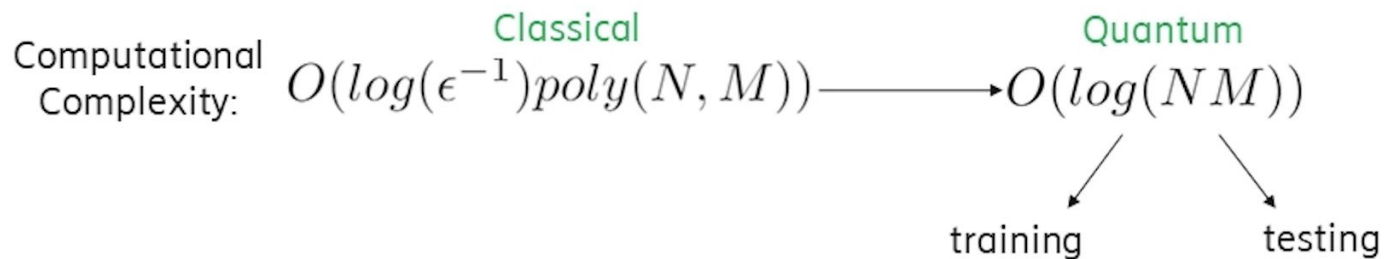 Classical
Quantum
Computational
Complexity:
O(log(ϵ⁻¹)poly(N, M))
O(log(NM))
training
testing